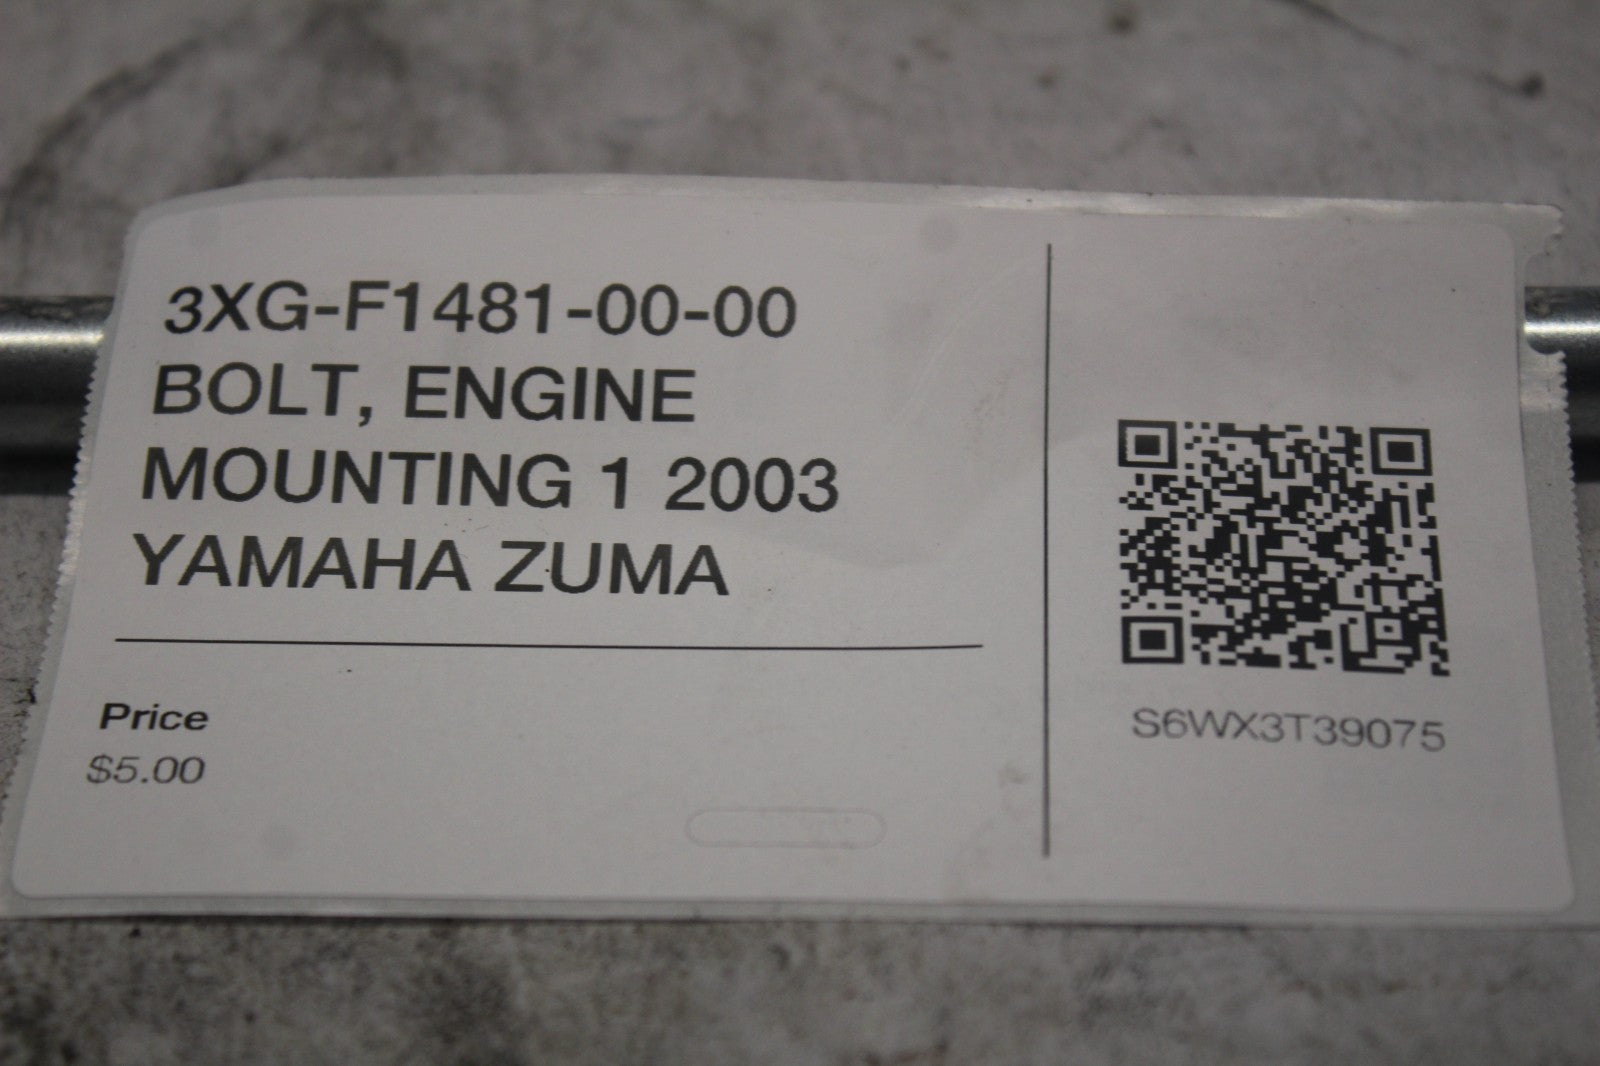 3XG-F1481-00-00
BOLT, ENGINE
MOUNTING 1 2003
YAMAHA ZUMA
Price
$5.00
S6WX3T39075